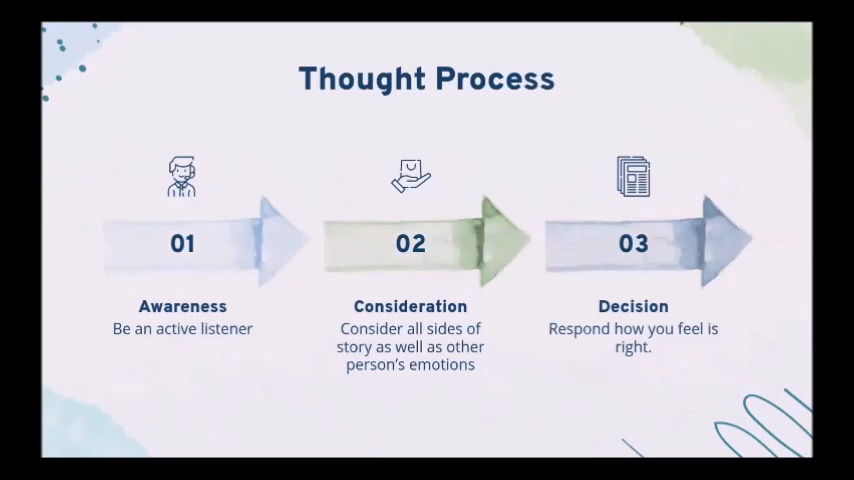 Thought Process
01
02
03
Awareness
Be an active listener
Consideration
Consider all sides of
story as well as other
person's emotions
Decision
Respond how you feel is
right.